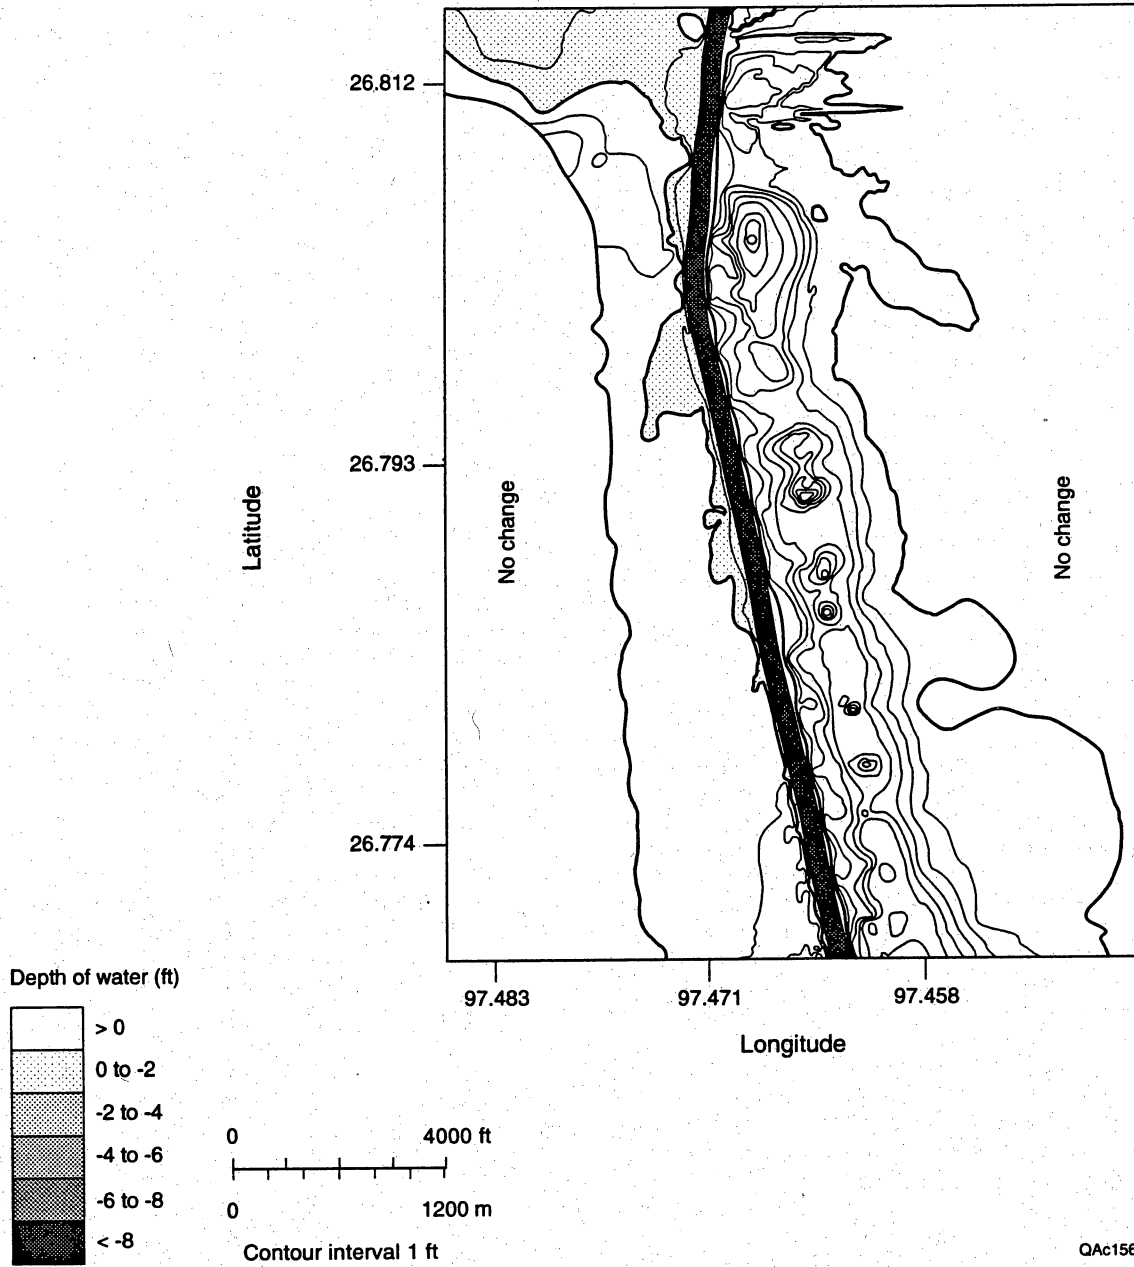 26.812
26.793
26.774
Latitude
No change
No change
97.483
97.471
97.458
Longitude
Depth of water (ft)
> 0
0 to -2
-2 to -4
-4 to -6
-6 to -8
< -8
0
4000 ft
0
1200 m
Contour interval 1 ft
QAc156